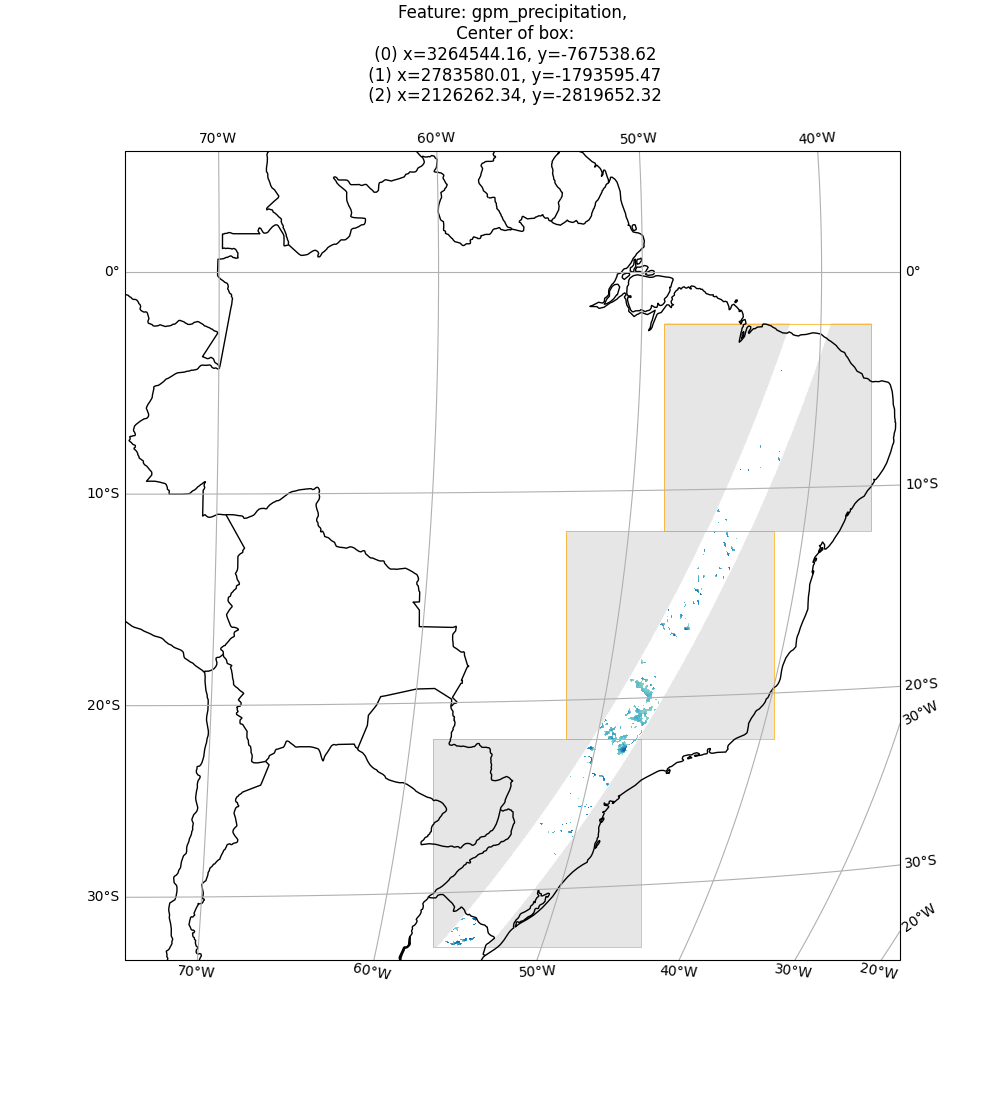 Feature: gpm_precipitation,
Center of box:
(0) x=3264544.16, y=-767538.62
(1) x=2783580.01, y=-1793595.47
(2) x=2126262.34, y=-2819652.32
70°W 60°W 50°W 40°W
0° 0°
10°S 10°S
20°S 20°S
30°W
30°S 30°S
20°W
70°W 60°W 50°W 40°W 30°W 20°W